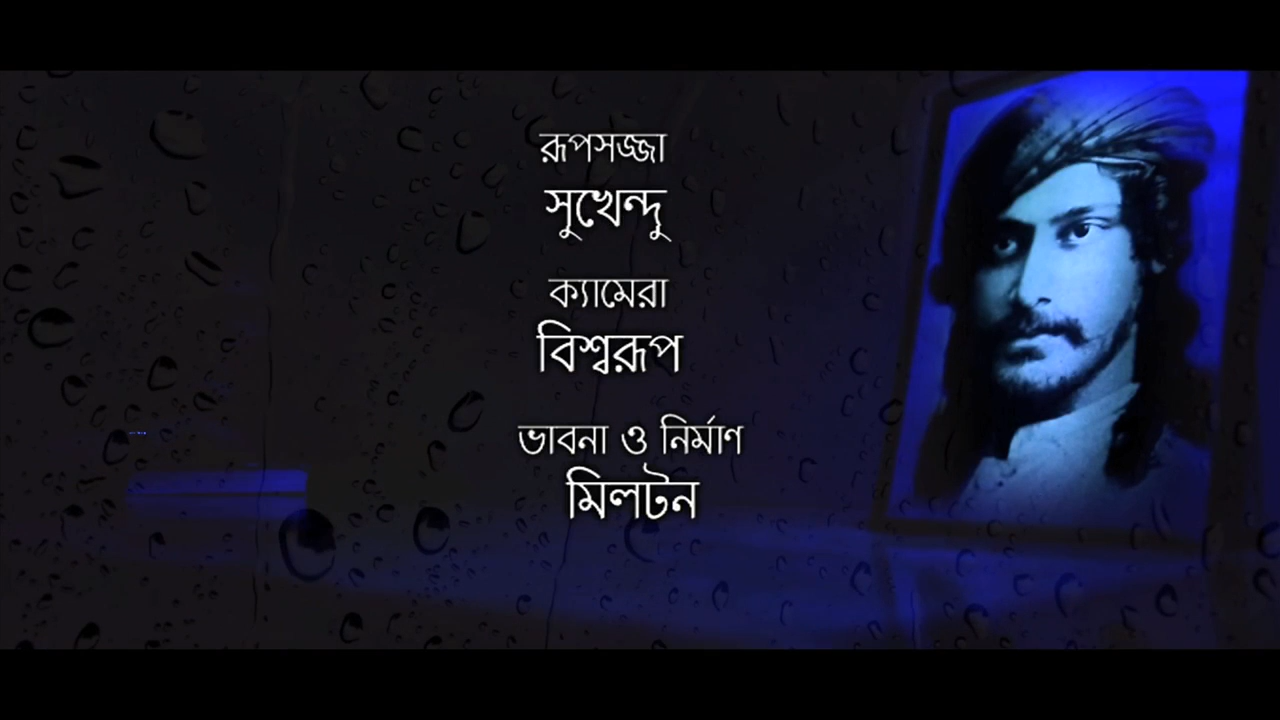 রূপসজ্জা
সুখেন্দু
ক্যামেরা
বিশ্বরূপ
ভাবনা ও নির্মাণ
মিলটন